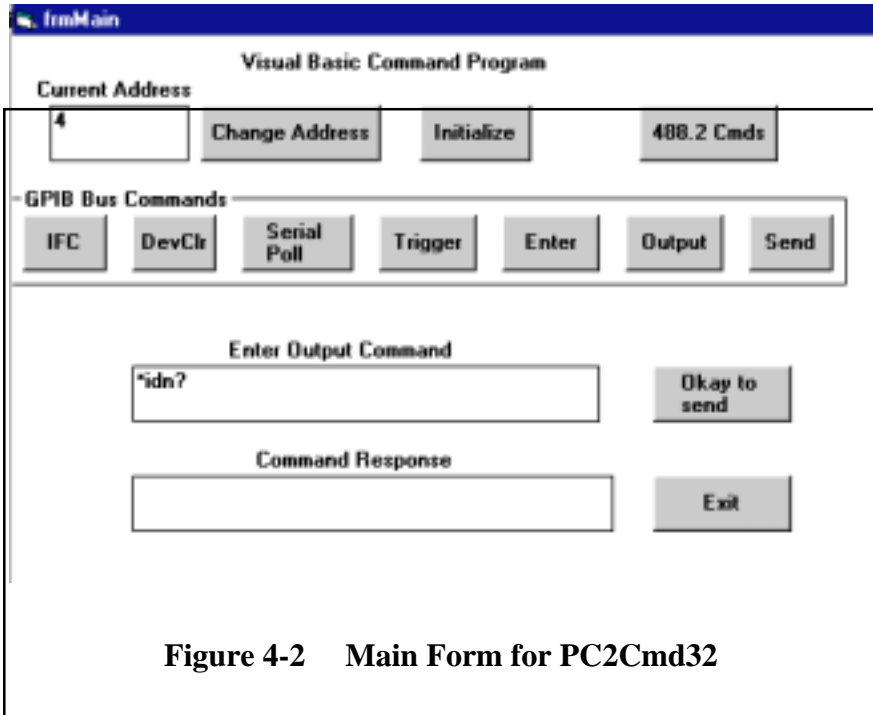 frmMain
Visual Basic Command Program
Current Address
4
Change Address
Initialize
488.2 Cmds
GPIB Bus Commands
IFC
DevClr
Serial
Poll
Trigger
Enter
Output
Send
Enter Output Command
*idn?
Okay to
send
Command Response
Exit
Figure 4-2 Main Form for PC2Cmd32